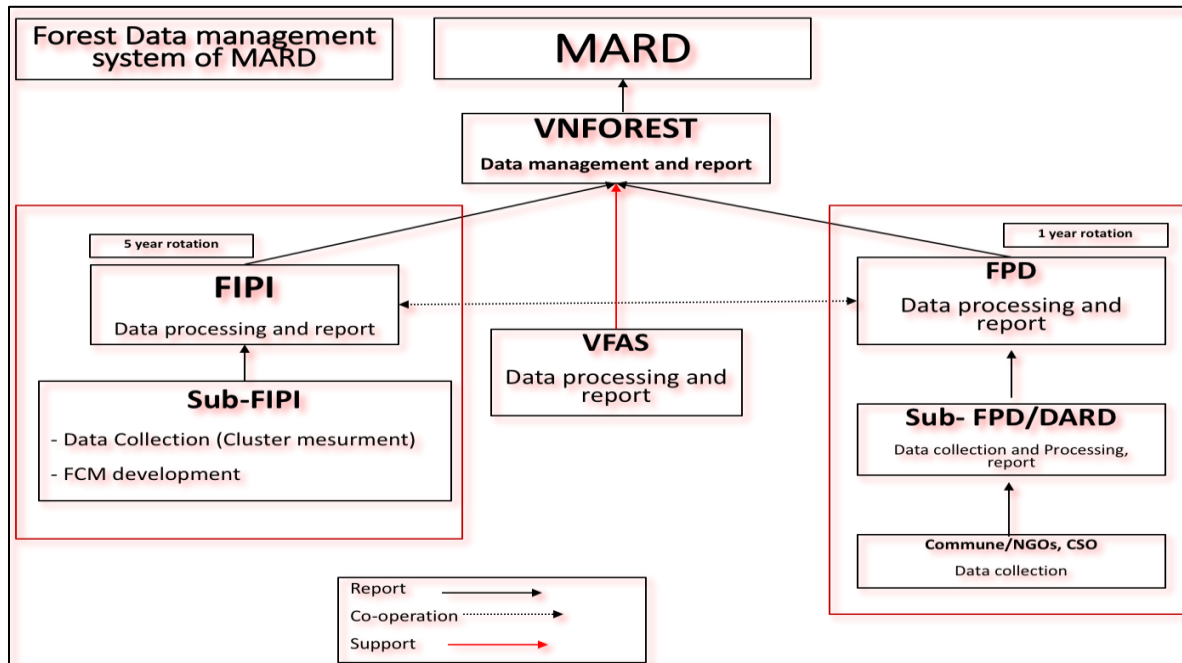 Forest Data management
system of MARD
MARD
VNFOREST
Data management and report
5 year rotation
FIPI
Data processing and report
Sub-FIPI
- Data Collection (Cluster mesurment)
- FCM development
VFAS
Data processing and
report
1 year rotation
FPD
Data processing and
report
Sub- FPD/DARD
Data collection and Processing,
report
Commune/NGOs, CSO
Data collection
Report
Co-operation
Support